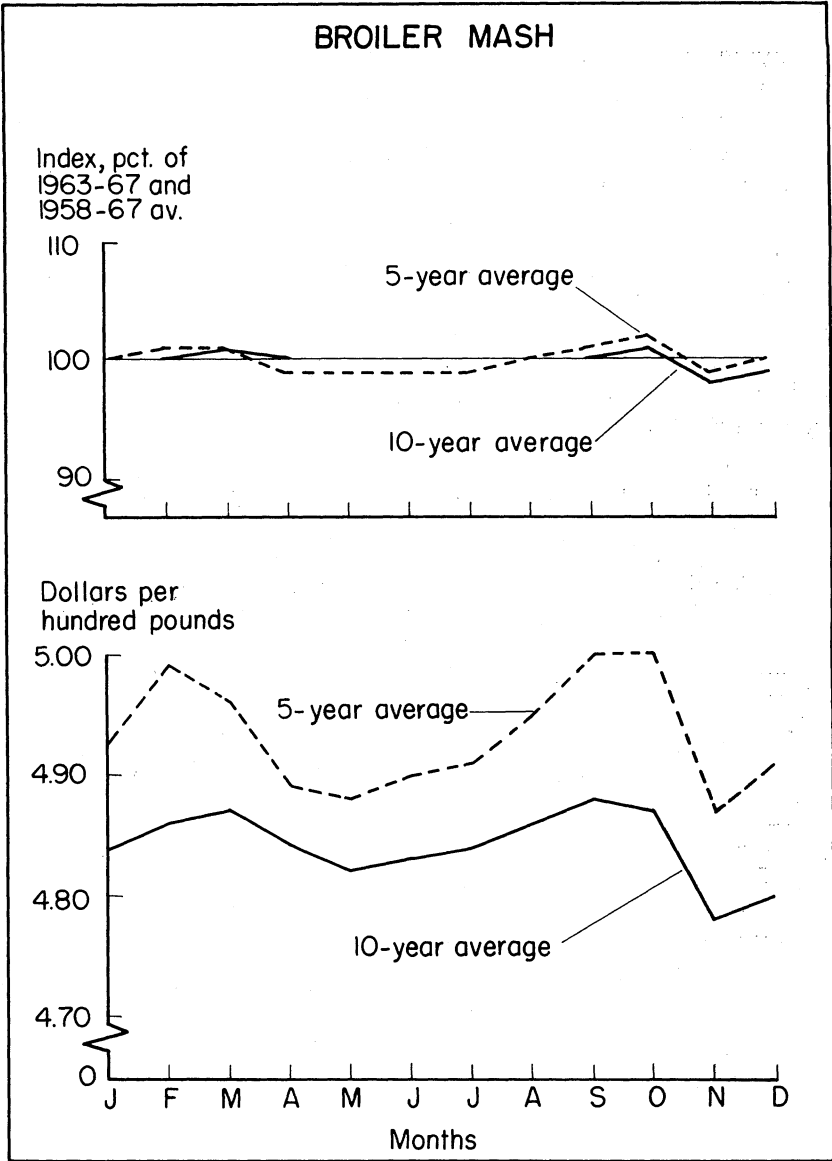 BROILER MASH
Index, pct. of
1963-67 and
1958-67 av.
110
5-year average
100
10-year average
90
Dollars per
hundred pounds
5.00
5-year average
4.90
4.80
10-year average
4.70
0
J F M A M J J A S O N D
Months